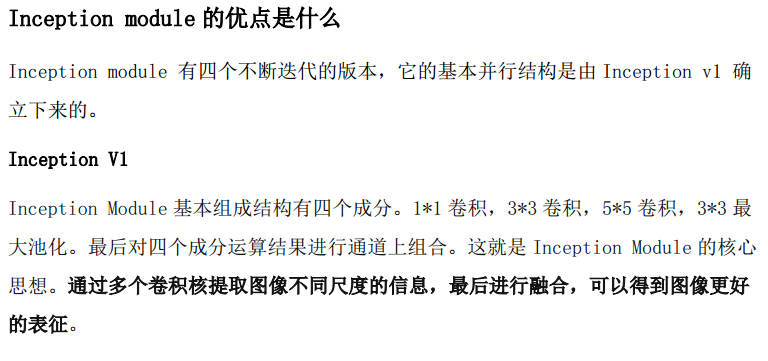 Inception module 的优点是什么
Inception module 有四个不断迭代的版本，它的基本并行结构是由 Inception v1 确
立下来的。
Inception V1
Inception Module 基本组成结构有四个成分。1*1 卷积，3*3 卷积，5*5 卷积，3*3 最
大池化。最后对四个成分运算结果进行通道上组合。这就是 Inception Module 的核心
思想。通过多个卷积核提取图像不同尺度的信息，最后进行融合，可以得到图像更好
的表征。